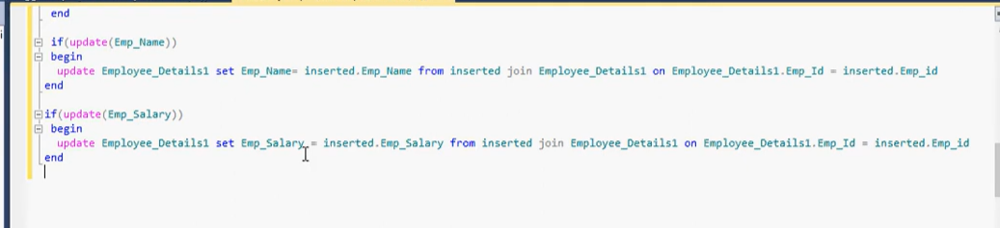 end
if(update(Emp_Name))
begin
update Employee_Details1 set Emp_Name= inserted.Emp_Name from inserted join Employee_Details1 on Employee_Details1.Emp_Id = inserted.Emp_id
end
if(update(Emp_Salary))
begin
update Employee_Details1 set Emp_Salary = inserted.Emp_Salary from inserted join Employee_Details1 on Employee_Details1.Emp_Id = inserted.Emp_id
end